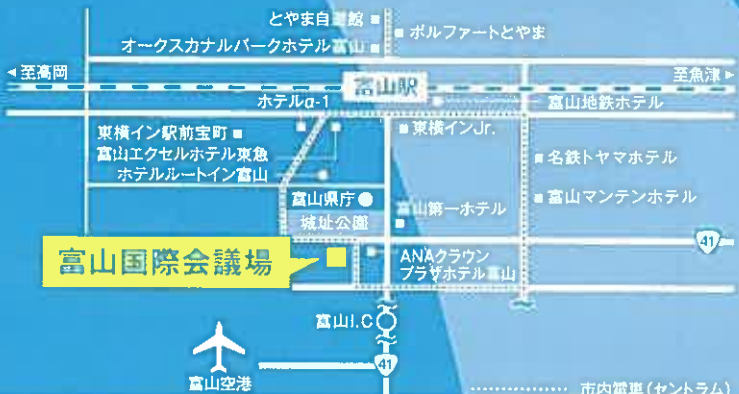 とやま自遊館
ボルファートとやま
オークスカナルパークホテル富山
至高岡
富山駅
至魚津
ホテルα-1
富山地鉄ホテル
東横イン駅前宝町
東横インJr.
富山エクセルホテル東急
名鉄トヤマホテル
ホテルルートイン富山
富山県庁
富山マンテンホテル
富山第一ホテル
城址公園
41
富山国際会議場
ANAクラウン
プラザホテル富山
富山I.C
41
富山空港
市内電車(セントラム)